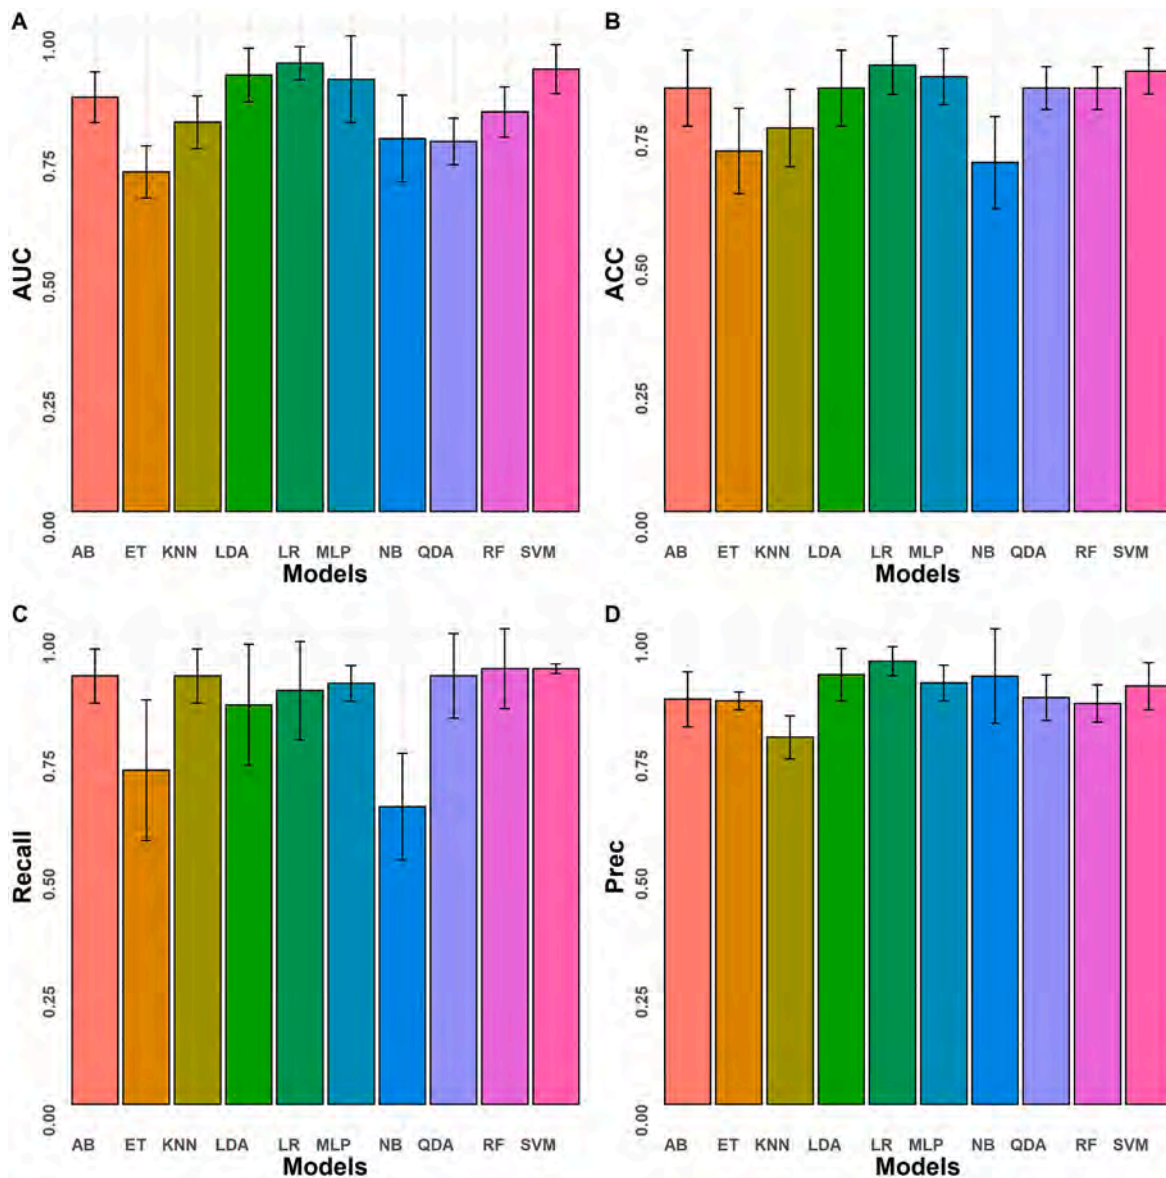 A
AUC
1.00
0.75
0.50
0.25
0.00
AB ET KNN LDA LR MLP NB QDA RF SVM
Models
B
ACC
0.75
0.50
0.25
0.00
AB ET KNN LDA LR MLP NB QDA RF SVM
Models
C
Recall
1.00
0.75
0.50
0.25
0.00
AB ET KNN LDA LR MLP NB QDA RF SVM
Models
D
Prec
1.00
0.75
0.50
0.25
0.00
AB ET KNN LDA LR MLP NB QDA RF SVM
Models